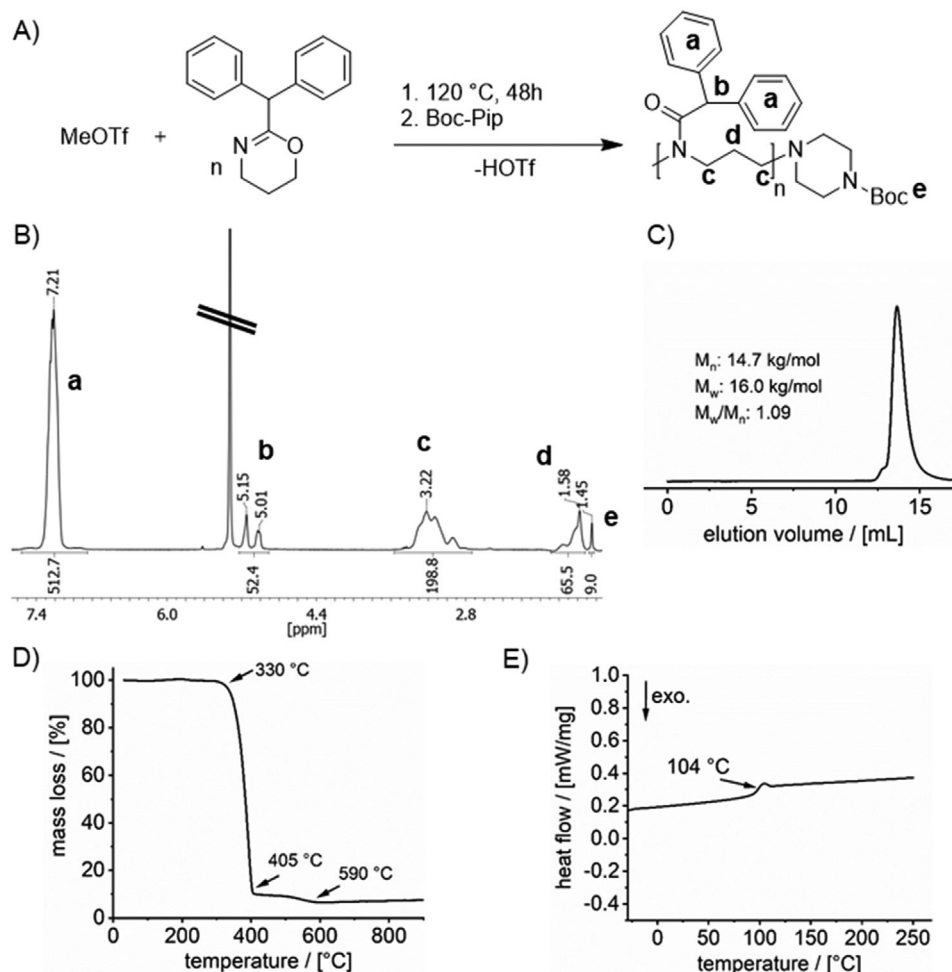 A)
MeOTf + N O n
1. 120 °C, 48h
2. Boc-Pip
-HOTf
a
b
a
O
d
N
c
c
n
N
N
Boc e
B)
7.21
a
b
5.15
5.01
c
3.22
d
1.58
1.45
e
512.7
52.4
198.8
65.5
9.0
7.4 6.0 4.4 2.8
[ppm]
C)
Mn: 14.7 kg/mol
Mw: 16.0 kg/mol
Mw/Mn: 1.09
0 5 10 15
elution volume / [mL]
D)
mass loss / [%]
100
80
60
40
20
0
330 °C
405 °C
590 °C
0 200 400 600 800
temperature / [°C]
E)
heat flow / [mW/mg]
1.0
0.8
0.6
0.4
0.2
0.0
-0.2
-0.4
exo.
104 °C
0 50 100 150 200 250
temperature / [°C]